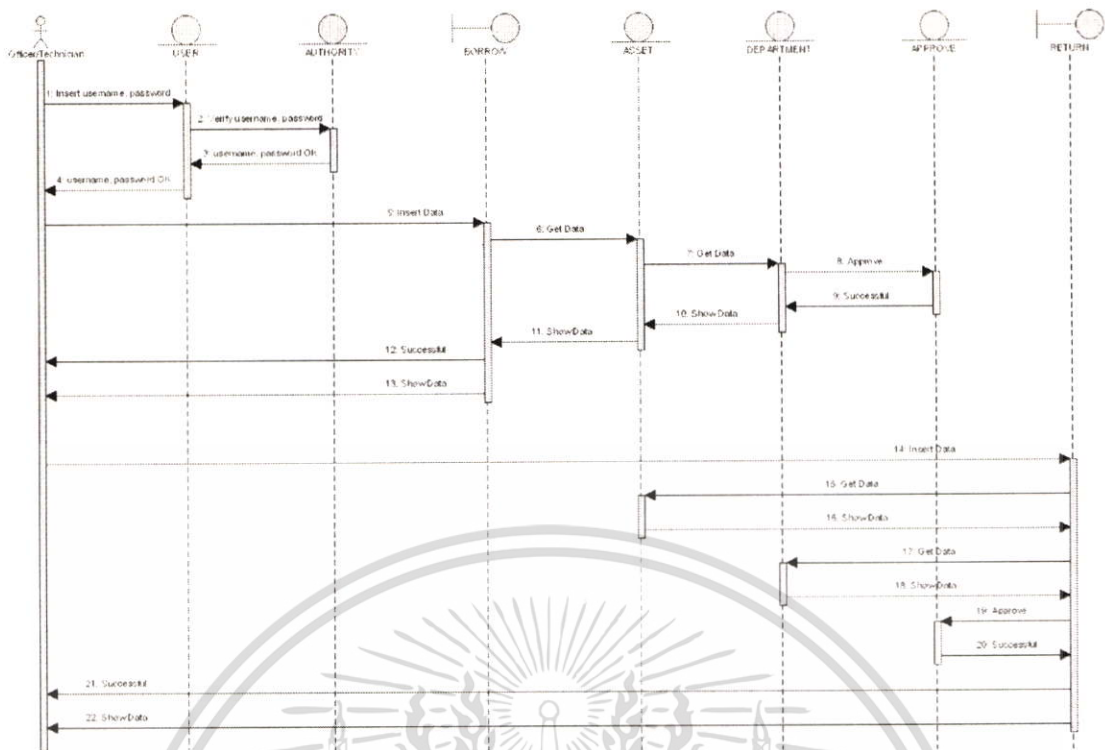 Officer/Technician
USER
AUTHORITY
BORROW
ASSET
DEPARTMENT
APPROVE
RETURN
1: Insert username, password
2: Verify username, password
3: username, password OK
4: username, password OK
5: Insert Data
6: Get Data
7: Get Data
8: Approve
9: Successful
10: ShowData
11: ShowData
12: Successful
13: ShowData
14: Insert Data
15: Get Data
16: ShowData
17: Get Data
18: ShowData
19: Approve
20: Successful
21: Successful
22: ShowData